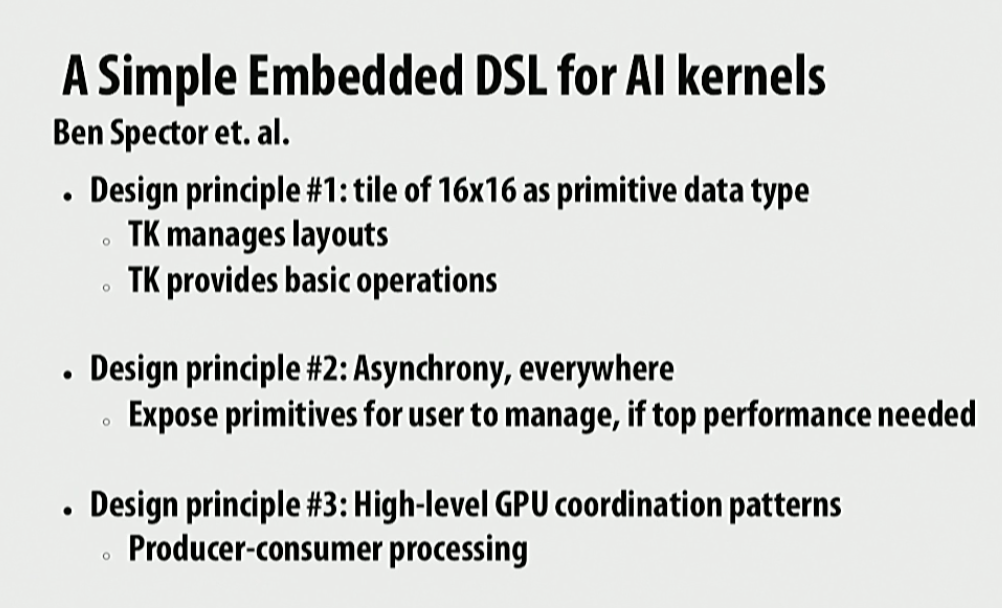 A Simple Embedded DSL for AI kernels
Ben Spector et. al.
• Design principle #1: tile of 16x16 as primitive data type
◦ TK manages layouts
◦ TK provides basic operations
• Design principle #2: Asynchrony, everywhere
◦ Expose primitives for user to manage, if top performance needed
• Design principle #3: High-level GPU coordination patterns
◦ Producer-consumer processing